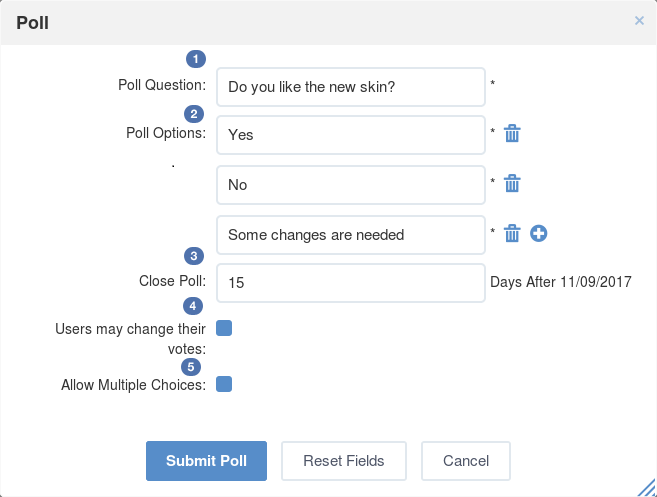 Poll ×
1
Poll Question: Do you like the new skin? *
2
Poll Options: Yes *
.
No *
Some changes are needed *
3
Close Poll: 15 Days After 11/09/2017
4
Users may change their
votes:
5
Allow Multiple Choices:
Submit Poll Reset Fields Cancel